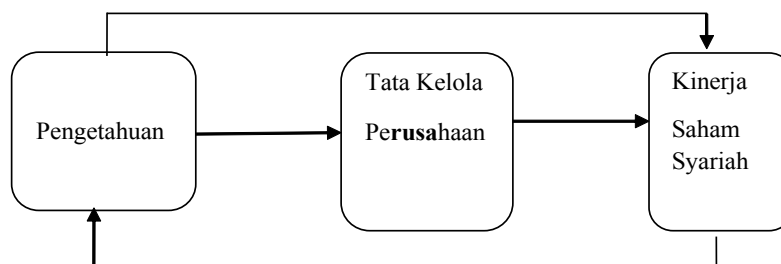 Pengetahuan
Tata Kelola
Perusahaan
Kinerja
Saham
Syariah